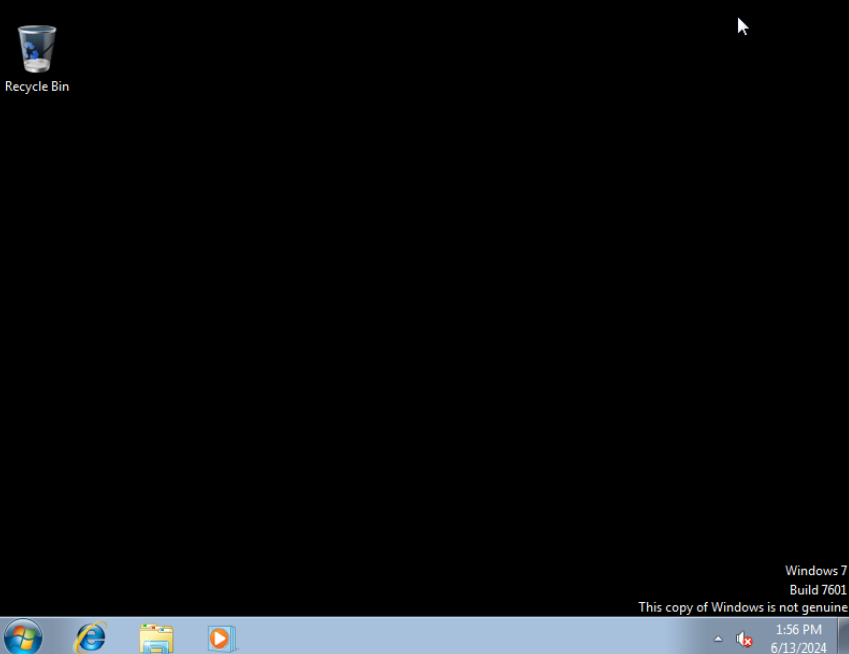 Recycle Bin
Windows 7
Build 7601
This copy of Windows is not genuine
1:56 PM
6/13/2024